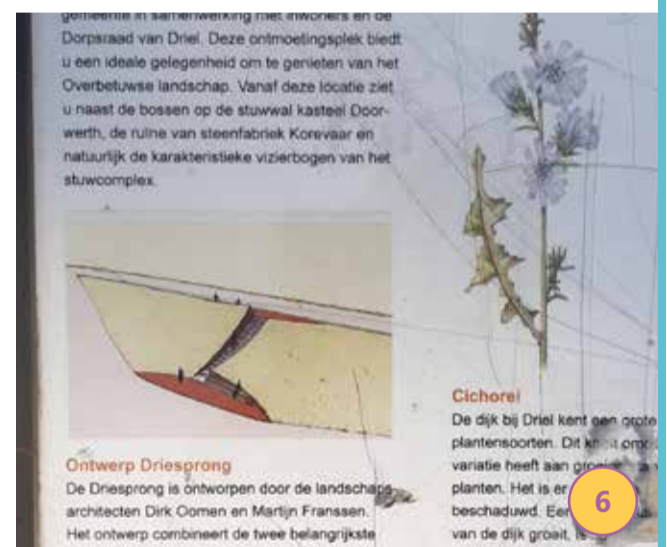 gemeente in samenwerking met inwoners en de
Dorpsraad van Driel. Deze ontmoetingsplek biedt
u een ideale gelegenheid om te genieten van het
Overbetuwse landschap. Vanaf deze locatie ziet
u naast de bossen op de stuwwal kasteel Door-
werth, de ruïne van steenfabriek Korevaar en
natuurlijk de karakteristieke vizierbogen van het
stuwcomplex.
Ontwerp Driesprong
De Driesprong is ontworpen door de landschaps
architecten Dirk Oomen en Martijn Franssen.
Het ontwerp combineert de twee belangrijkste
Cichorei
De dijk bij Driel kent een grote
plantensoorten. Dit
variatie heeft aan
planten. Het is er
beschaduwd.
van de dijk groeit, is
6